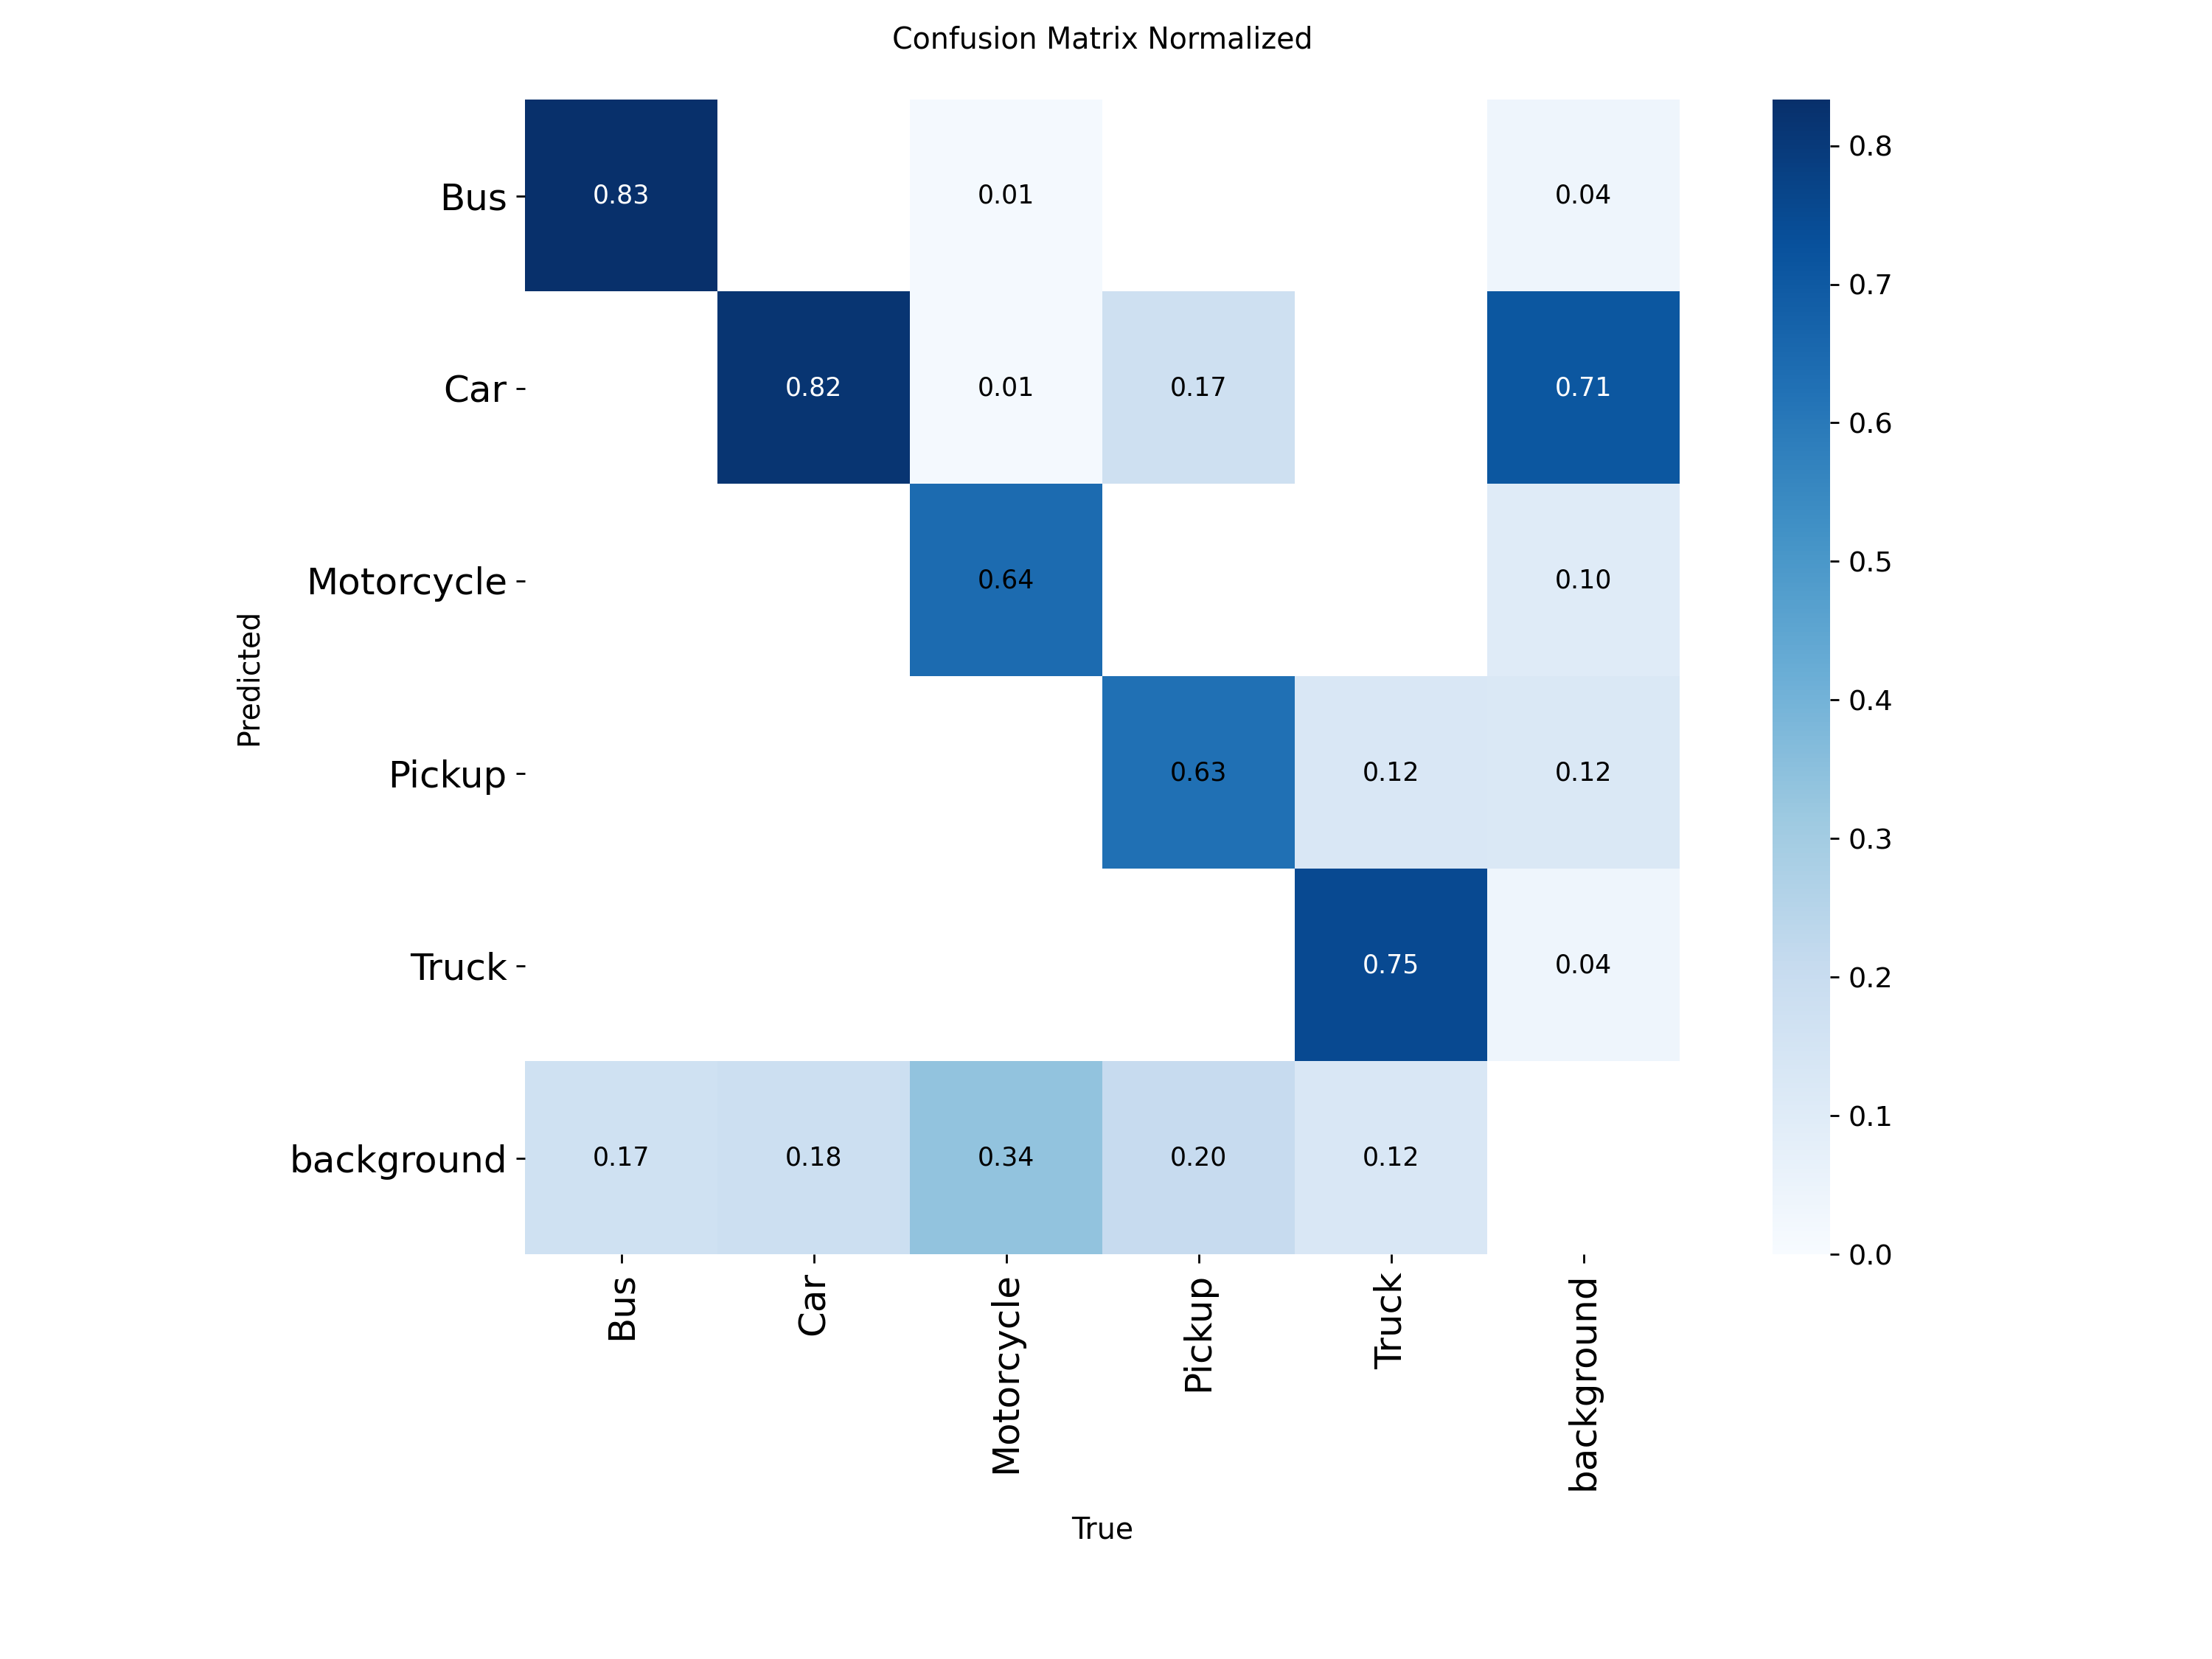 Confusion Matrix Normalized
Predicted
Bus 0.83 0.01 0.04
Car 0.82 0.01 0.17 0.71
Motorcycle 0.64 0.10
Pickup 0.63 0.12 0.12
Truck 0.75 0.04
background 0.17 0.18 0.34 0.20 0.12
Bus Car Motorcycle Pickup Truck background
True
0.8
0.7
0.6
0.5
0.4
0.3
0.2
0.1
0.0